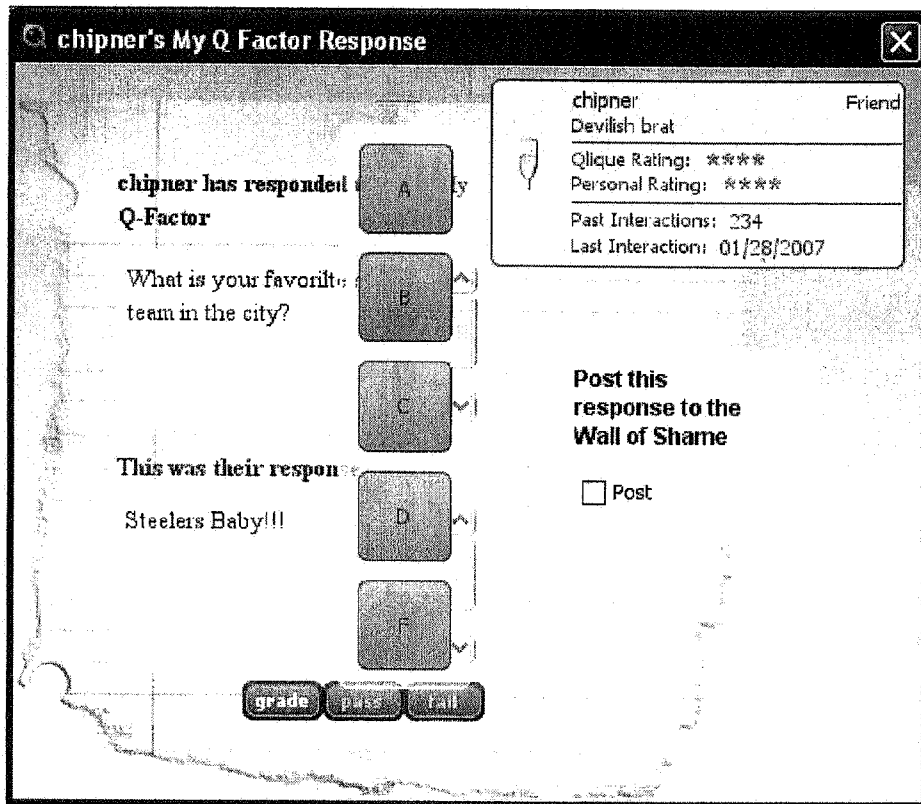 chipner's My Q Factor Response
chipner Friend
Devilish brat
Qlique Rating: ****
Personal Rating: ****
Past Interactions: 234
Last Interaction: 01/28/2007
chipner has responded
Q-Factor
What is your favorite
team in the city?
A
B
C
D
F
Post this
response to the
Wall of Shame
Post
This was their respons
Steelers Baby!!!
grade pass fail